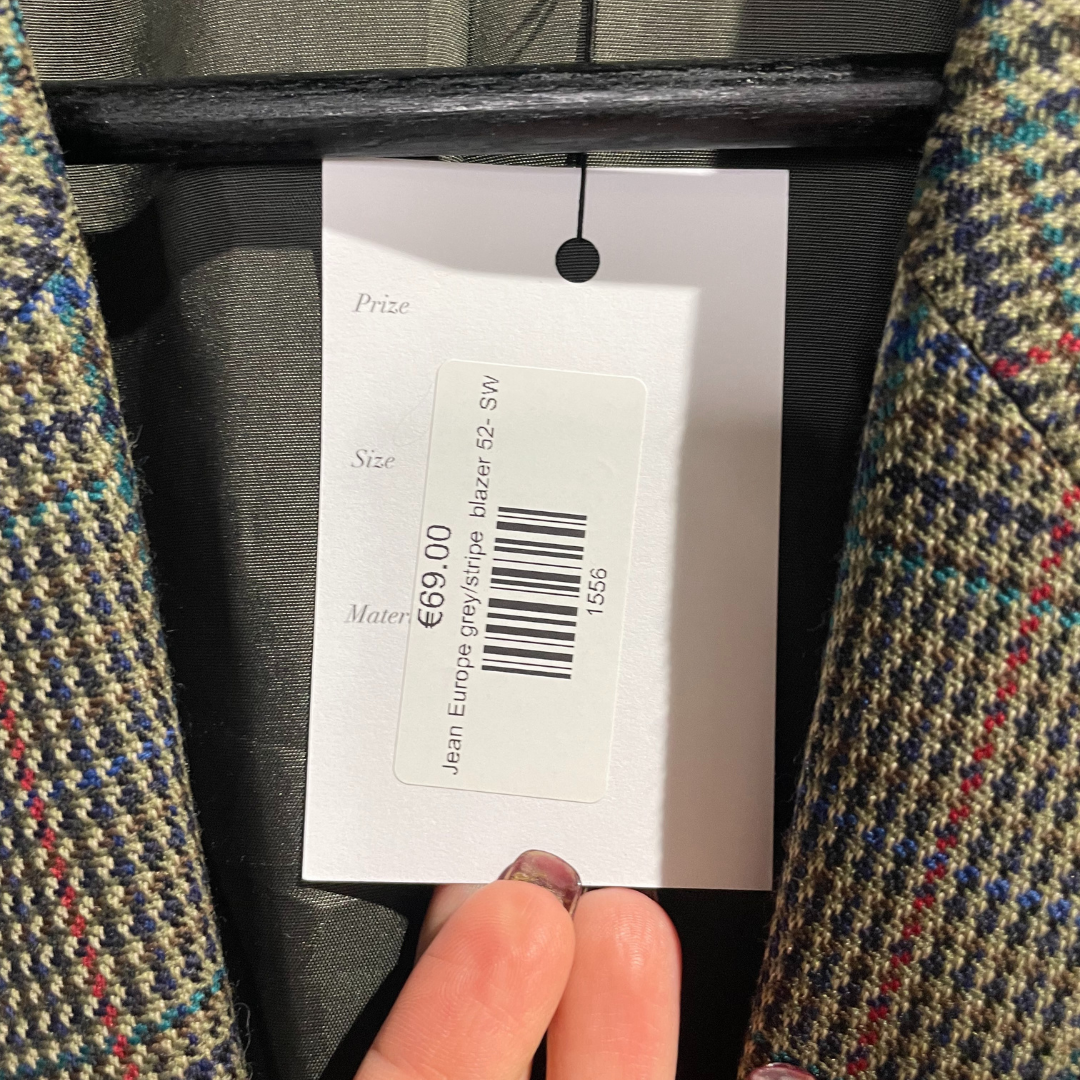 Prize
Size
Mater
€69.00
Jean Europe grey/stripe blazer 52- SW
1556